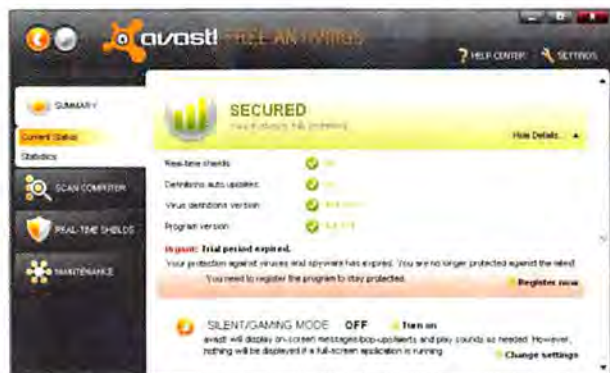 avast! FREE ANTIVIRUS
? HELP CENTER SETTINGS
SUMMARY
SECURED
Current Status
Hide Details...
Statistics
Real-time shields
Definitions auto updates
SCAN COMPUTER
Virus definitions version
Program version
REAL-TIME SHIELDS
Urgent: Trial period expired.
Your protection against viruses and spyware has expired. You are no longer protected against the latest
MAINTENANCE
You need to register the program to stay protected.
Register now
SILENT/GAMING MODE OFF Turn on
avast! will display on-screen messages/pop-ups/alerts and play sounds as needed. However,
nothing will be displayed if a full-screen application is running.
Change settings